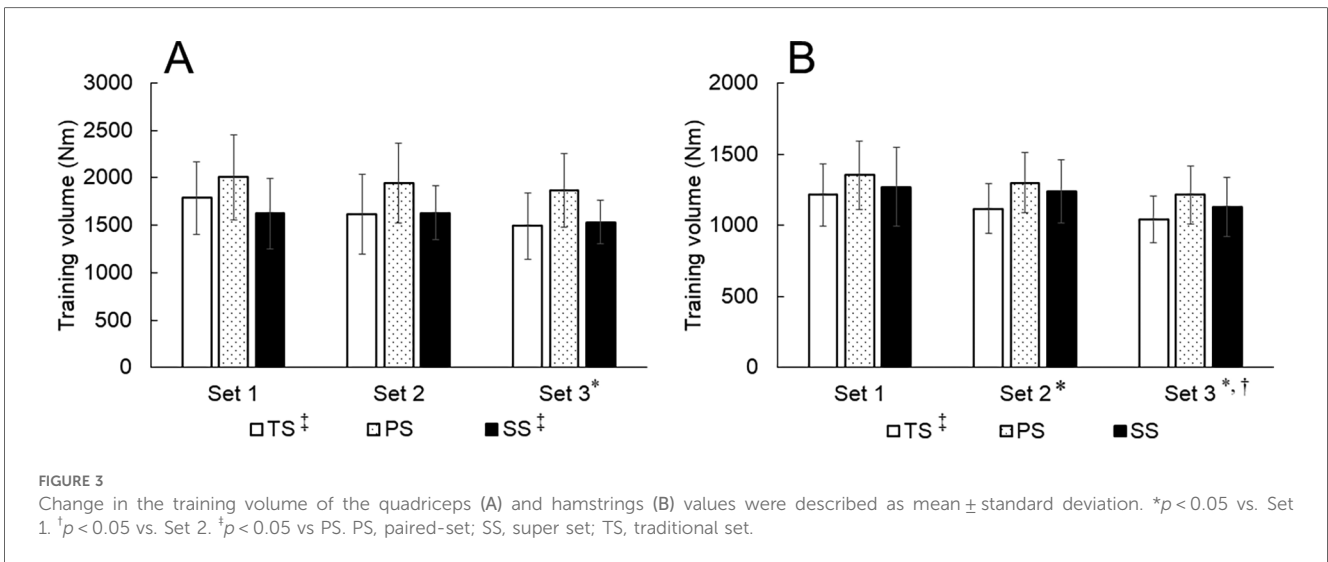 A
Training volume (Nm)
3000
2500
2000
1500
1000
500
0
Set 1 Set 2 Set 3*
TS‡ PS SS‡
B
Training volume (Nm)
2000
1500
1000
500
0
Set 1 Set 2* Set 3*,†
TS‡ PS SS
FIGURE 3
Change in the training volume of the quadriceps (A) and hamstrings (B) values were described as mean ± standard deviation. *p < 0.05 vs. Set
1. †p < 0.05 vs. Set 2. ‡p < 0.05 vs PS. PS, paired-set; SS, super set; TS, traditional set.